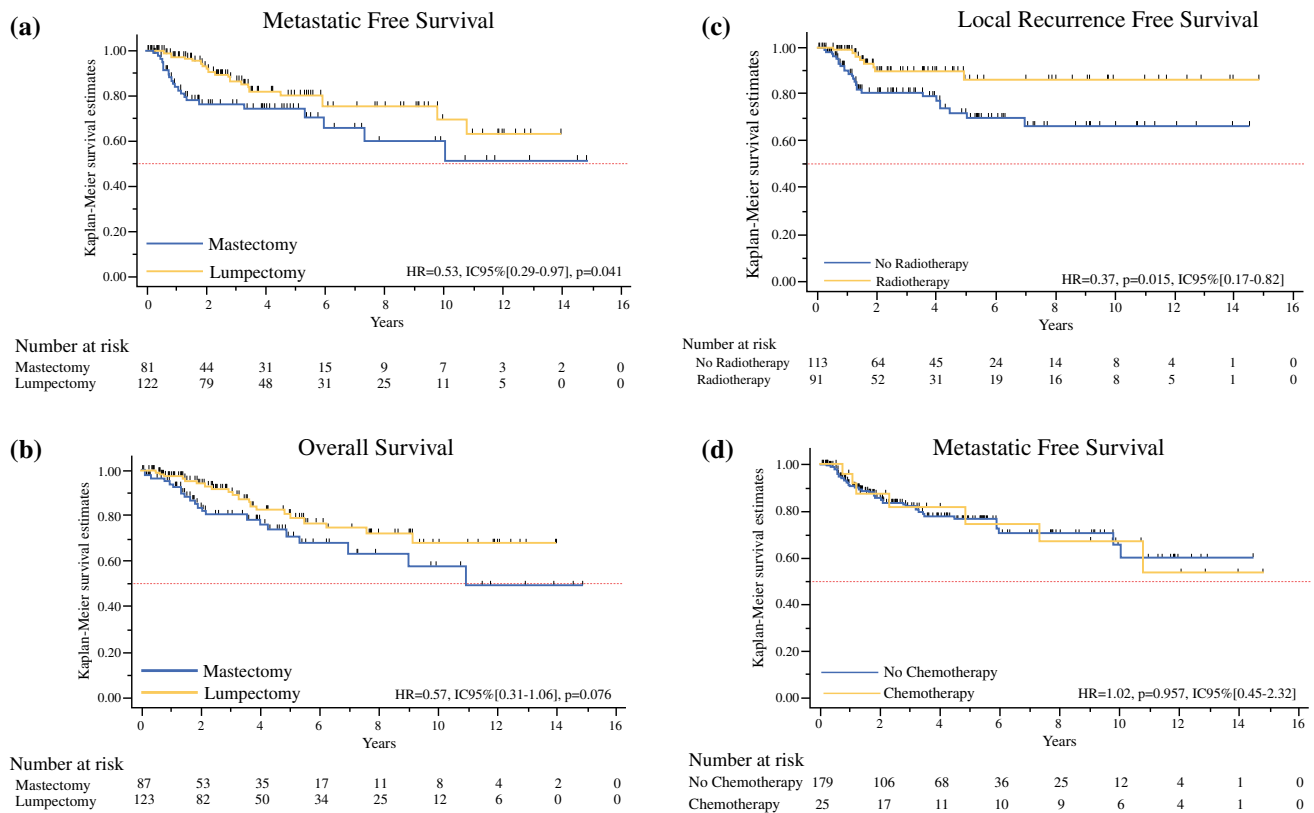 (a)
Metastatic Free Survival
Kaplan-Meier survival estimates
1.00
0.80
0.60
0.40
0.20
0.00
Mastectomy
Lumpectomy
HR=0.53, IC95%[0.29-0.97], p=0.041
0 2 4 6 8 10 12 14 16
Years
Number at risk
Mastectomy 81 44 31 15 9 7 3 2 0
Lumpectomy 122 79 48 31 25 11 5 0 0
(b)
Overall Survival
Kaplan-Meier survival estimates
1.00
0.80
0.60
0.40
0.20
0.00
Mastectomy
Lumpectomy
HR=0.57, IC95%[0.31-1.06], p=0.076
0 2 4 6 8 10 12 14 16
Years
Number at risk
Mastectomy 87 53 35 17 11 8 4 2 0
Lumpectomy 123 82 50 34 25 12 6 0 0
(c)
Local Recurrence Free Survival
Kaplan-Meier survival estimates
1.00
0.80
0.60
0.40
0.20
0.00
No Radiotherapy
Radiotherapy
HR=0.37, p=0.015, IC95%[0.17-0.82]
0 2 4 6 8 10 12 14 16
Years
Number at risk
No Radiotherapy 113 64 45 24 14 8 4 1 0
Radiotherapy 91 52 31 19 16 8 5 1 0
(d)
Metastatic Free Survival
Kaplan-Meier survival estimates
1.00
0.80
0.60
0.40
0.20
0.00
No Chemotherapy
Chemotherapy
HR=1.02, p=0.957, IC95%[0.45-2.32]
0 2 4 6 8 10 12 14 16
Years
Number at risk
No Chemotherapy 179 106 68 36 25 12 4 1 0
Chemotherapy 25 17 11 10 9 6 4 1 0